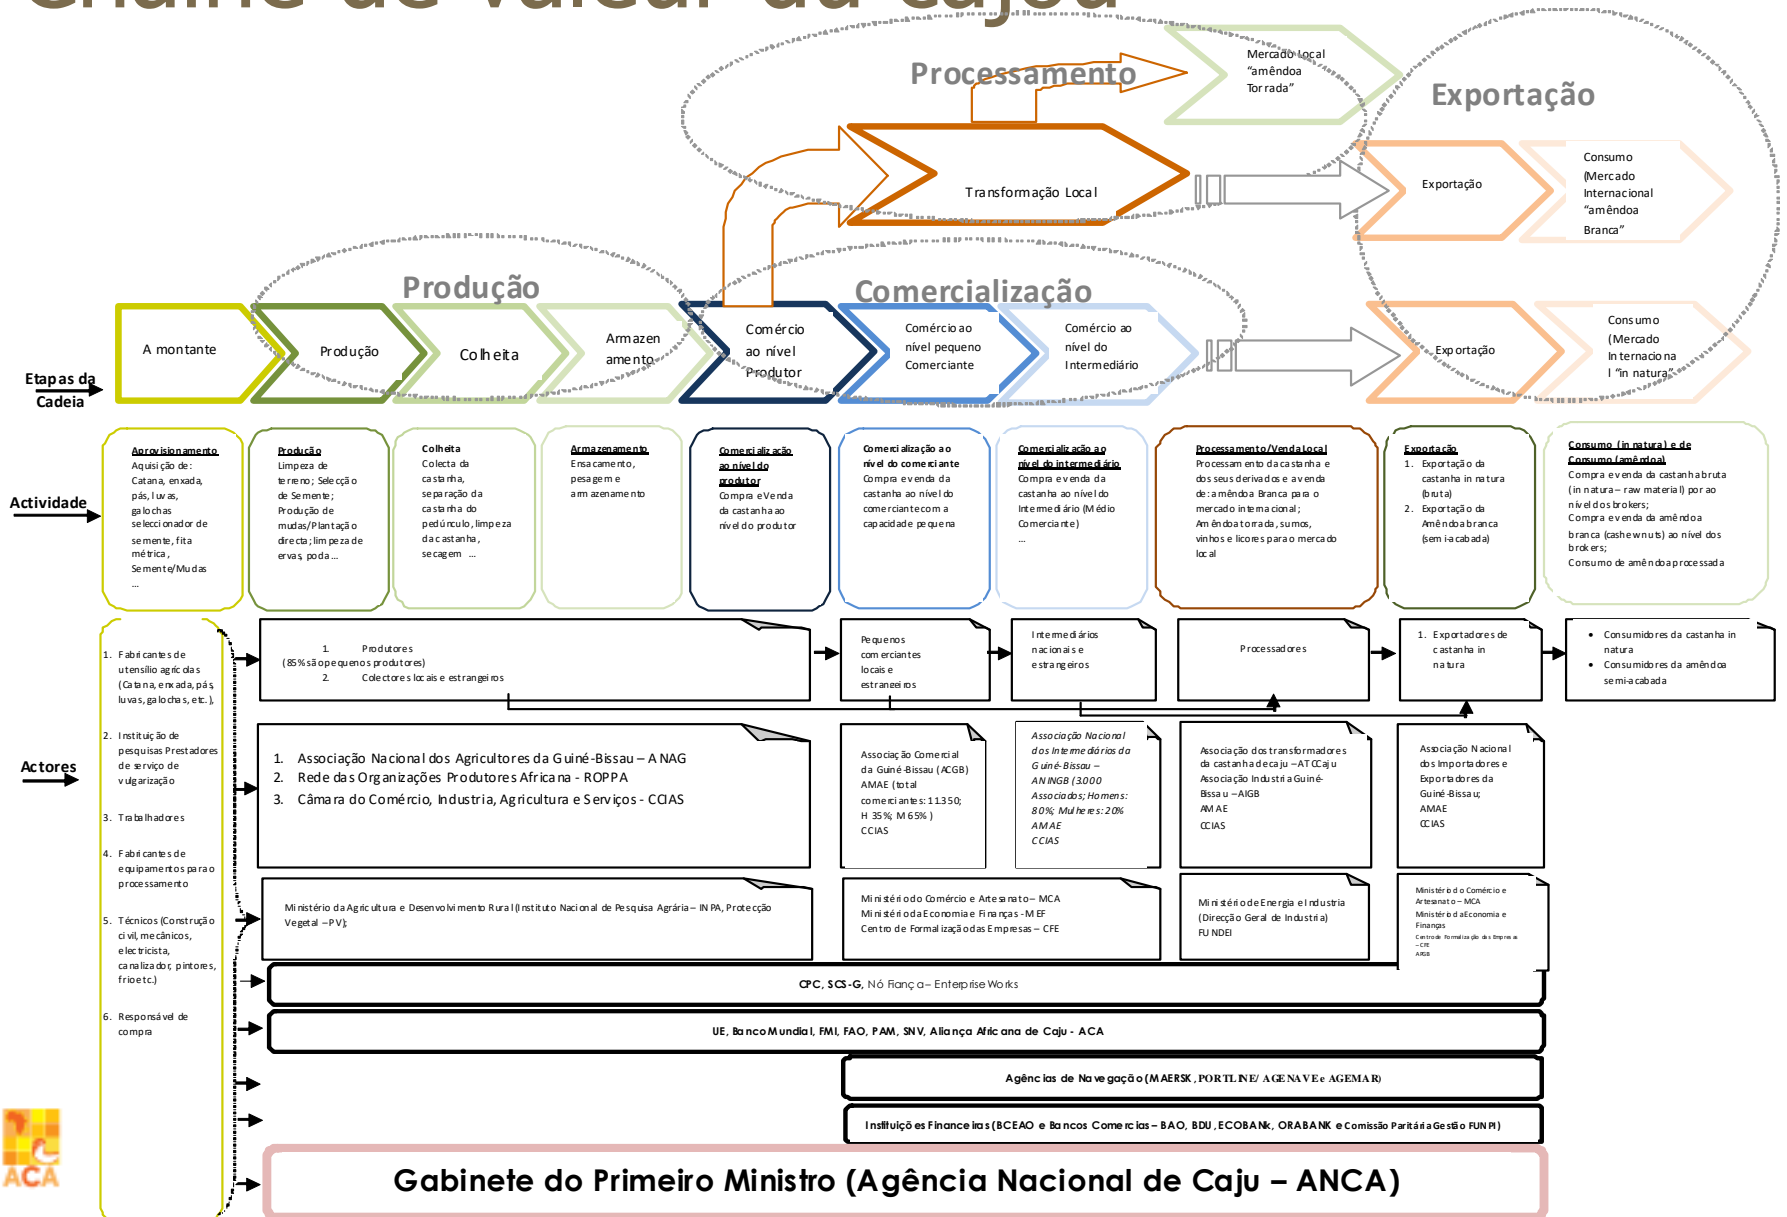 Chaîne de valeur du cajou
Processamento
Mercado Local
“amêndoa
Torrada”
Exportação
Transformação Local
Exportação
Consumo
(Mercado
Internacional
“amêndoa
Branca”
Produção
Comercialização
A montante
Produção
Colheita
Armazen
amento
Comércio
ao nível
Produtor
Comércio ao
nível pequeno
Comerciante
Comércio ao
nível do
Intermediário
Exportação
Consumo
(Mercado
Internaciona
l “in natura”
Etapas da
Cadeia
Actividade
Aprovisionamento
Aquisição de:
Catana, enxada,
pás, luvas,
galochas
seleccionador de
semente, fita
métrica,
Semente/Mudas
...
Produção
Limpeza de
terreno; Selecção
de Semente;
Produção de
mudas/Plantação
directa; limpeza de
ervas, poda ...
Colheita
Colecta da
castanha,
separação da
castanha do
pedúnculo, limpeza
da castanha,
secagem ...
Armazenamento
Ensacamento,
pesagem e
armazenamento
Comercialização
ao nível do
produtor
Compra e Venda
da castanha ao
nível do produtor
Comercialização ao
nível do comerciante
Compra e venda da
castanha ao nível do
comerciante com a
capacidade pequena
Comercialização ao
nível do intermediário
Compra e venda da
castanha ao nível do
Intermediário (Médio
Comerciante)
...
Processamento/Venda Local
Processamento da castanha e
dos seus derivados e a venda
de: amêndoa Branca para o
mercado internacional;
Amêndoa torrada, sumos,
vinhos e licores para o mercado
local
Exportação
1. Exportação da
castanha in natura
(bruta)
2. Exportação da
Amêndoa branca
(semi-acabada)
Consumo (in natura) e de
Consumo (amêndoa)
Compra e venda da castanha bruta
(in natura – raw material) por ao
nível dos brokers;
Compra e venda da amêndoa
branca (cashew nuts) ao nível dos
brokers;
Consumo de amêndoa processada
Actores
1. Fabricantes de
utensílio agrícolas
(Catana, enxada, pás,
luvas, galochas, etc.),
2. Instituição de
pesquisas Prestadores
de serviço de
vulgarização
3. Trabalhadores
4. Fabricantes de
equipamentos para o
processamento
5. Técnicos (Construção
civil, mecânicos,
electricista,
canalizador, pintores,
frio etc.)
6. Responsável de
compra
1. Produtores
(85% são pequenos produtores)
2. Colectores locais e estrangeiros
Pequenos
comerciantes
locais e
estrangeiros
Intermediários
nacionais e
estrangeiros
Processadores
1. Exportadores de
castanha in
natura
• Consumidores da castanha in
natura
• Consumidores da amêndoa
semi-acabada
1. Associação Nacional dos Agricultores da Guiné-Bissau – ANAG
2. Rede das Organizações Produtores Africana - ROPPA
3. Câmara do Comércio, Industria, Agricultura e Serviços - CCIAS
Associação Comercial
da Guiné-Bissau (ACGB)
AMAE (total
comerciantes: 11.350;
H 35%; M 65% )
CCIAS
Associação Nacional
dos Intermediários da
Guiné-Bissau –
ANINGB (3.000
Associados; Homens:
80%; Mulheres: 20%
AMAE
CCIAS
Associação dos transformadores
da castanha de caju – ATCCaju
Associação Industria Guiné-
Bissau – AIGB
AMAE
CCIAS
Associação Nacional
dos Importadores e
Exportadores da
Guiné-Bissau;
AMAE
CCIAS
Ministério da Agricultura e Desenvolvimento Rural (Instituto Nacional de Pesquisa Agrária – INPA, Protecção
Vegetal – PV);
Ministério do Comércio e Artesanato – MCA
Ministério da Economia e Finanças - MEF
Centro de Formalização das Empresas – CFE
Ministério de Energia e Industria
(Direcção Geral de Industria)
FUNDEI
Ministério do Comércio e
Artesanato – MCA
Ministério da Economia e
Finanças
Centro de Formalização das Empresas
– CFE
APGB
CPC, SCS-G, Nó Fiança – Enterprise Works
UE, Banco Mundial, FMI, FAO, PAM, SNV, Aliança Africana de Caju - ACA
Agências de Navegação (MAERSK, PORTLINE/ AGENAVE e AGEMAR)
Instituições Financeiras (BCEAO e Bancos Comercias – BAO, BDU, ECOBANk, ORABANK e Comissão Paritária Gestão FUNPI)
Gabinete do Primeiro Ministro (Agência Nacional de Caju – ANCA)
ACA